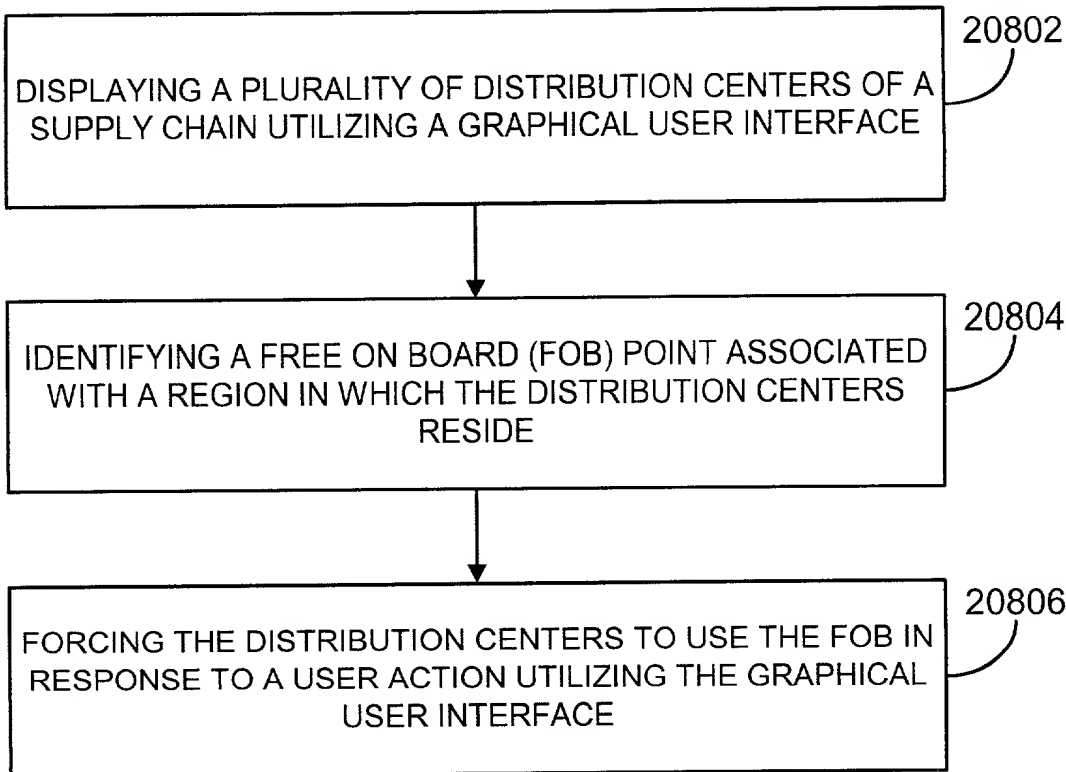 20802
DISPLAYING A PLURALITY OF DISTRIBUTION CENTERS OF A
SUPPLY CHAIN UTILIZING A GRAPHICAL USER INTERFACE
20804
IDENTIFYING A FREE ON BOARD (FOB) POINT ASSOCIATED
WITH A REGION IN WHICH THE DISTRIBUTION CENTERS
RESIDE
20806
FORCING THE DISTRIBUTION CENTERS TO USE THE FOB IN
RESPONSE TO A USER ACTION UTILIZING THE GRAPHICAL
USER INTERFACE